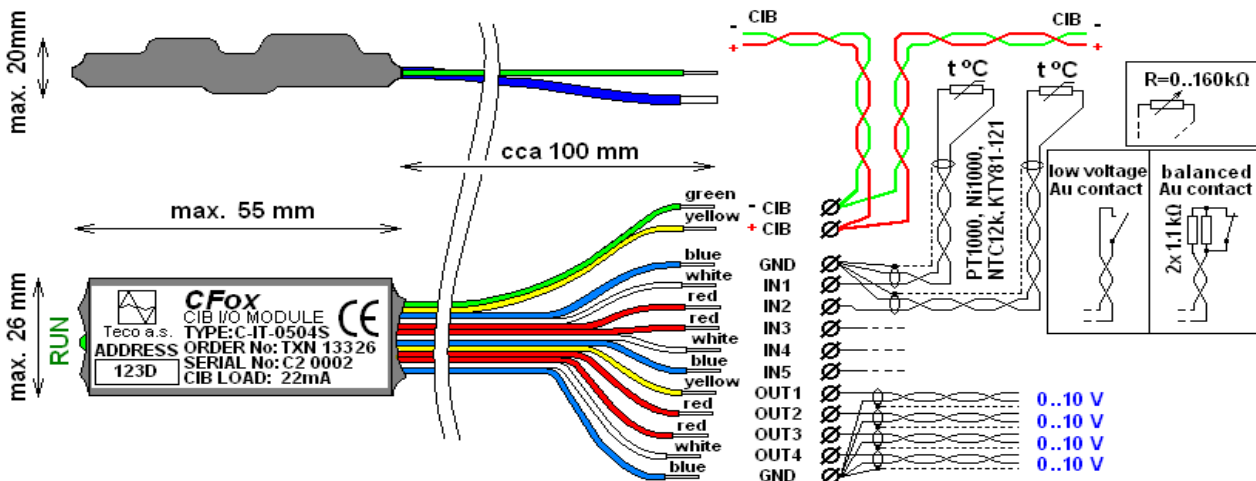 max. 20mm
cca 100 mm
max. 55 mm
max. 26 mm
RUN
CFox
CIB I/O MODULE
Teco a.s.
TYPE:C-IT-0504S
ADDRESS
ORDER No: TXN 13326
123D
SERIAL No: C2 0002
CIB LOAD: 22mA
CE
green
yellow
blue
white
red
red
white
blue
yellow
red
red
white
blue
- CIB
+ CIB
GND
IN1
IN2
IN3
IN4
IN5
OUT1
OUT2
OUT3
OUT4
GND
- CIB
+
CIB -
+
t ºC
t ºC
PT1000, Ni1000,
NTC12k, KTY81-121
R=0..160kΩ
low voltage
Au contact
balanced
Au contact
2x 1.1 kΩ
0..10 V
0..10 V
0..10 V
0..10 V